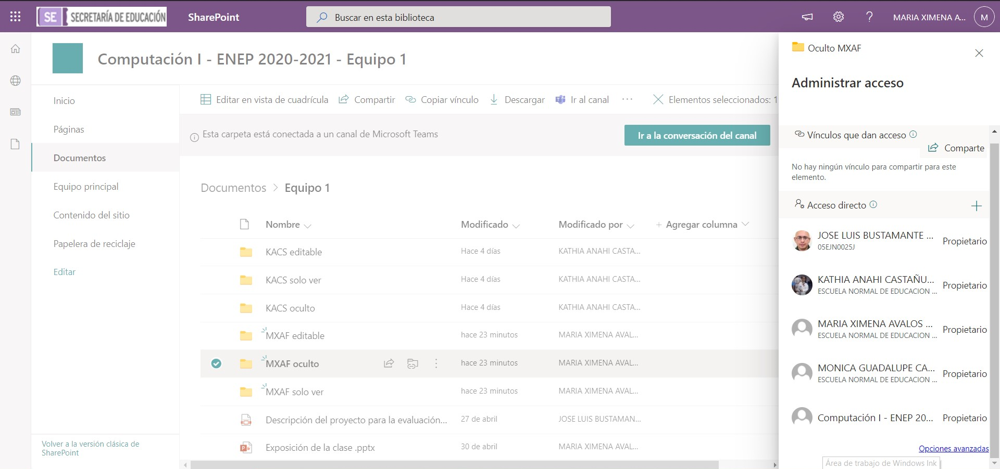 SE SECRETARÍA DE EDUCACIÓN
SharePoint
Buscar en esta biblioteca
?
MARIA XIMENA A...
M
Computación I - ENEP 2020-2021 - Equipo 1
Inicio
Páginas
Documentos
Equipo principal
Contenido del sitio
Papelera de reciclaje
Editar
Volver a la versión clásica de
SharePoint
Editar en vista de cuadrícula
Compartir
Copiar vínculo
Descargar
Ir al canal
...
Elementos seleccionados: 1
Esta carpeta está conectada a un canal de Microsoft Teams
Ir a la conversación del canal
Documentos > Equipo 1
Nombre Modificado Modificado por + Agregar columna
KACS editable Hace 4 días KATHIA ANAHI CASTA...
KACS solo ver Hace 4 días KATHIA ANAHI CASTA...
KACS oculto Hace 4 días KATHIA ANAHI CASTA...
MXAF editable hace 23 minutos MARIA XIMENA AVAL...
MXAF oculto hace 23 minutos MARIA XIMENA AVAL...
MXAF solo ver hace 23 minutos MARIA XIMENA AVAL...
Descripción del proyecto para la evaluación... 27 de abril JOSE LUIS BUSTAMAN...
Exposición de la clase .pptx 30 de abril MARIA XIMENA AVAL...
Oculto MXAF
Administrar acceso
Vínculos que dan acceso
Comparte
No hay ningún vínculo para compartir para este
elemento.
Acceso directo
JOSE LUIS BUSTAMANTE ... Propietario
05EJN0025J
KATHIA ANAHI CASTAÑU... Propietario
ESCUELA NORMAL DE EDUCACION ...
MARIA XIMENA AVALOS ... Propietario
ESCUELA NORMAL DE EDUCACION ...
MONICA GUADALUPE CA... Propietario
ESCUELA NORMAL DE EDUCACION ...
Computación I - ENEP 20... Propietario
Opciones avanzadas
Área de trabajo de Windows Ink